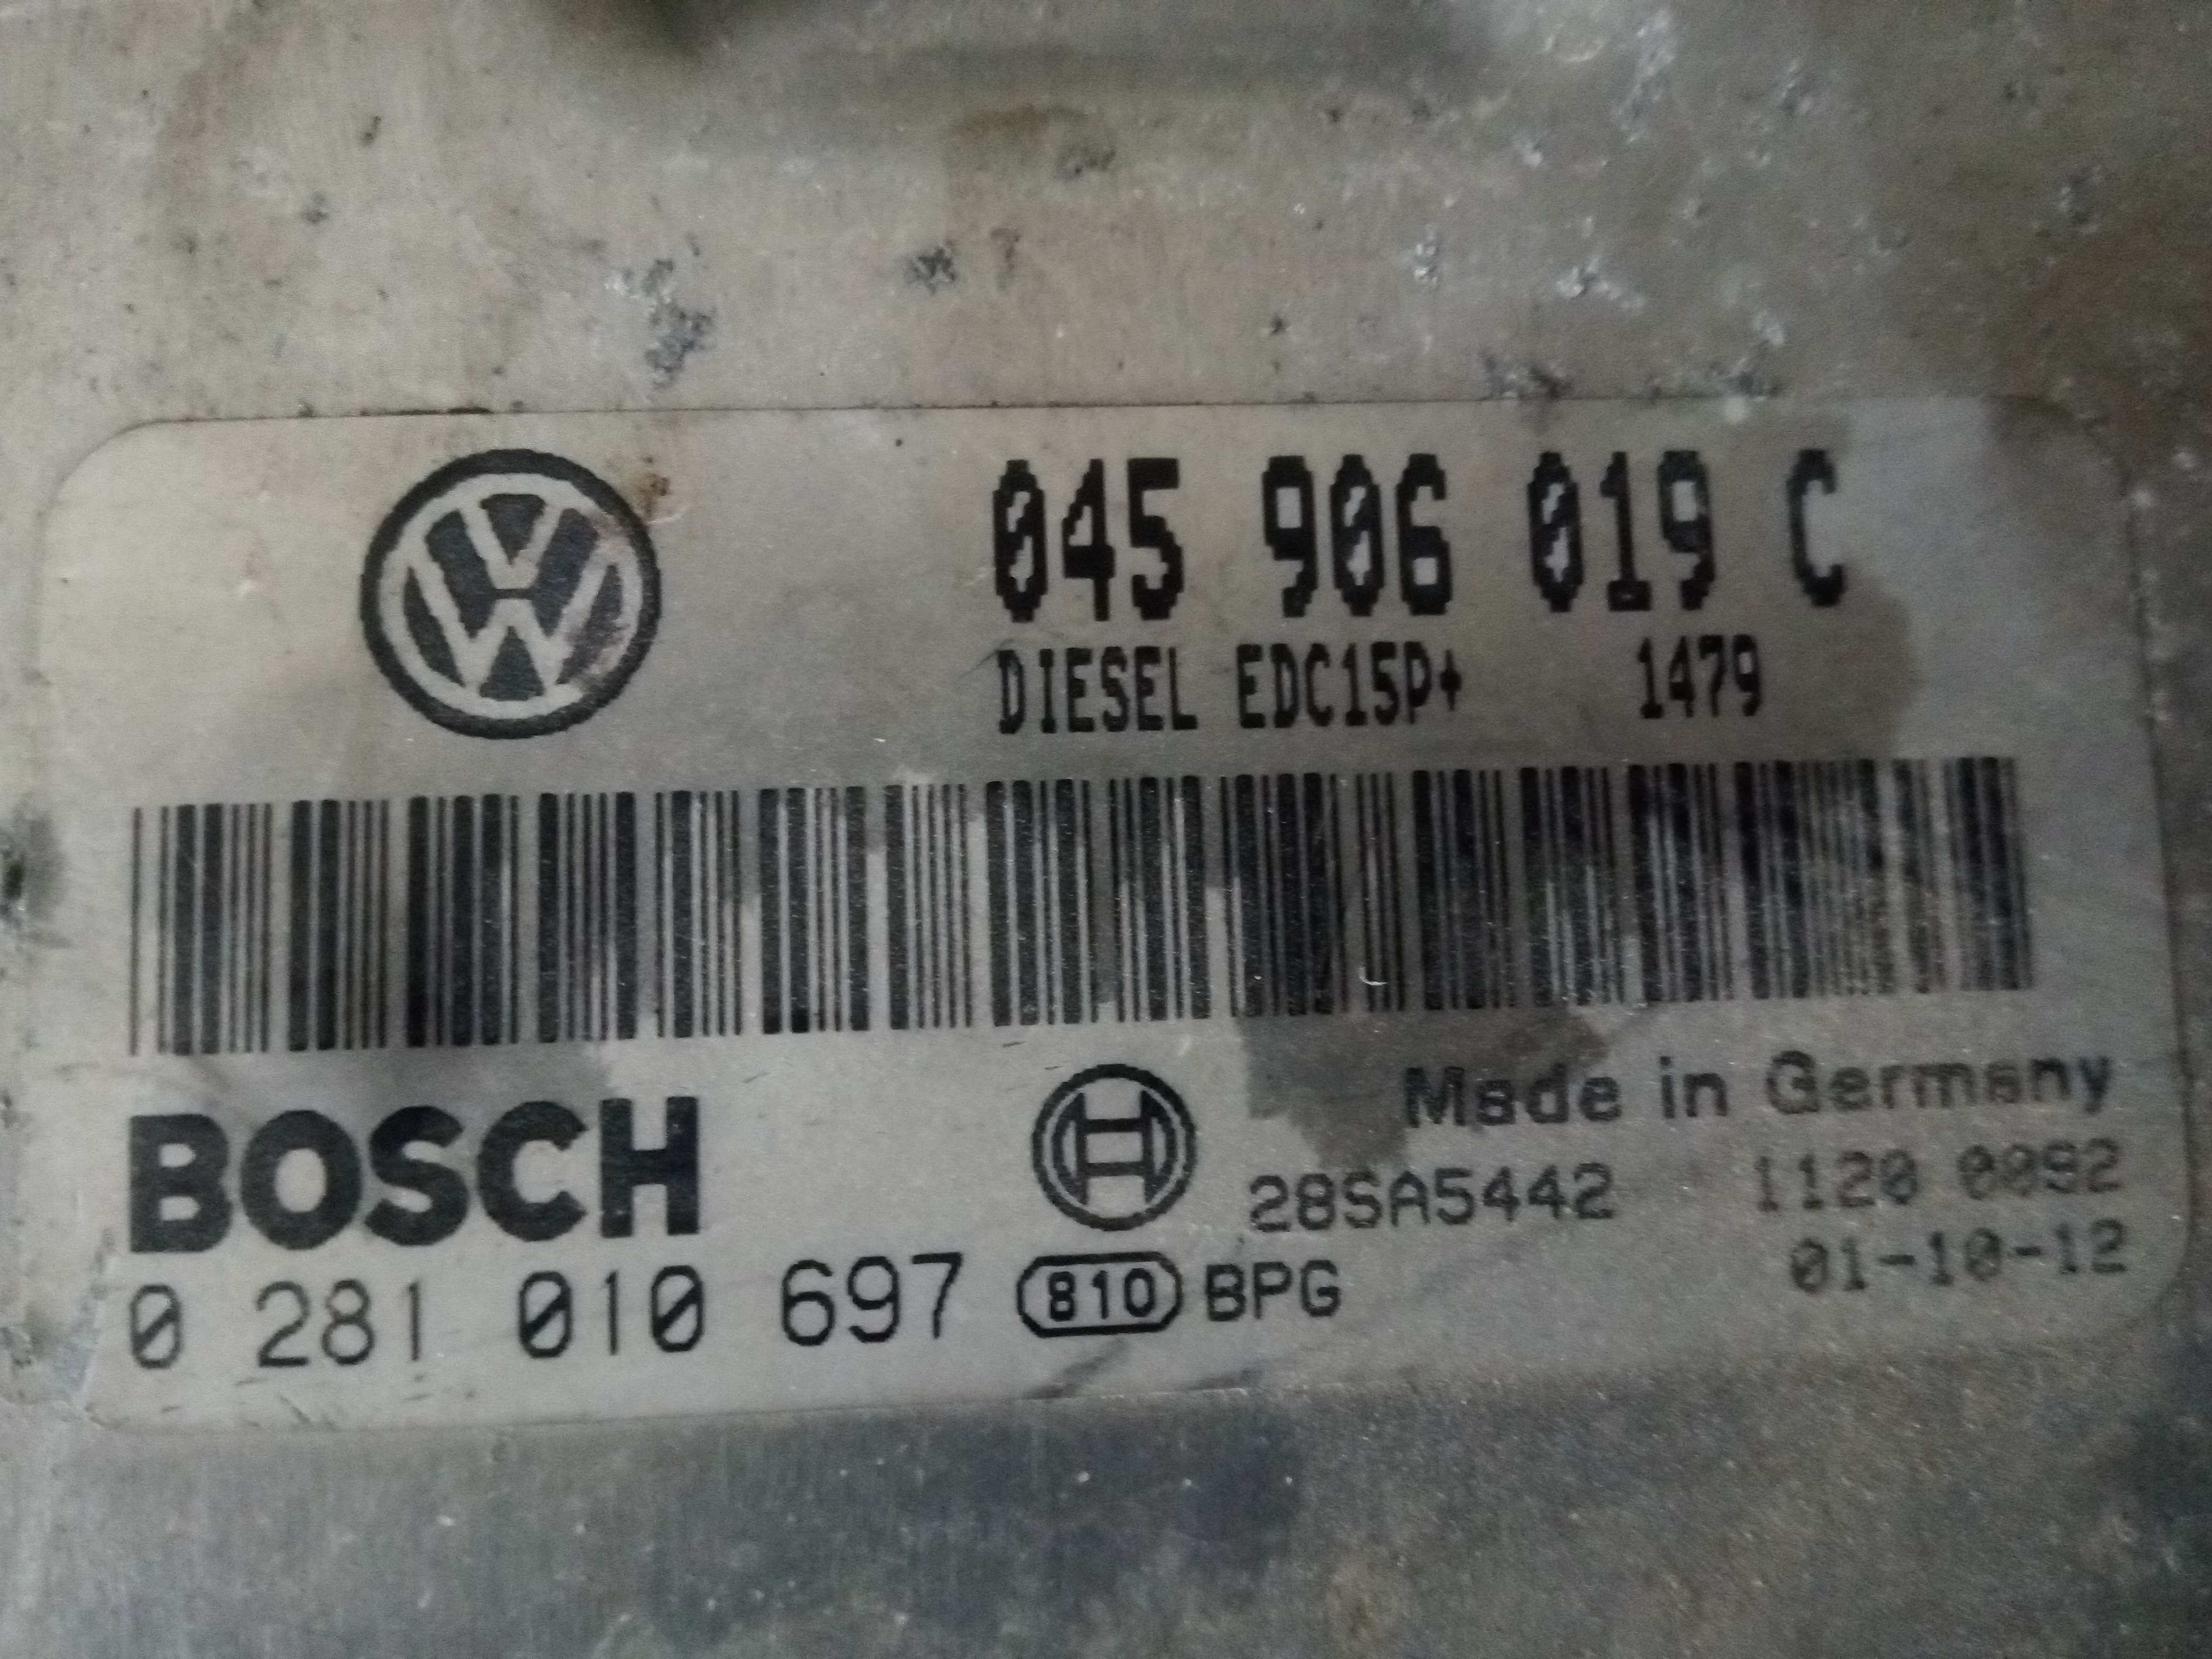 045 906 019 C
DIESEL EDC15P+ 1479
Made in Germany
BOSCH
28SA5442 1120 0092
0 281 010 697 810 BPG
01-10-12